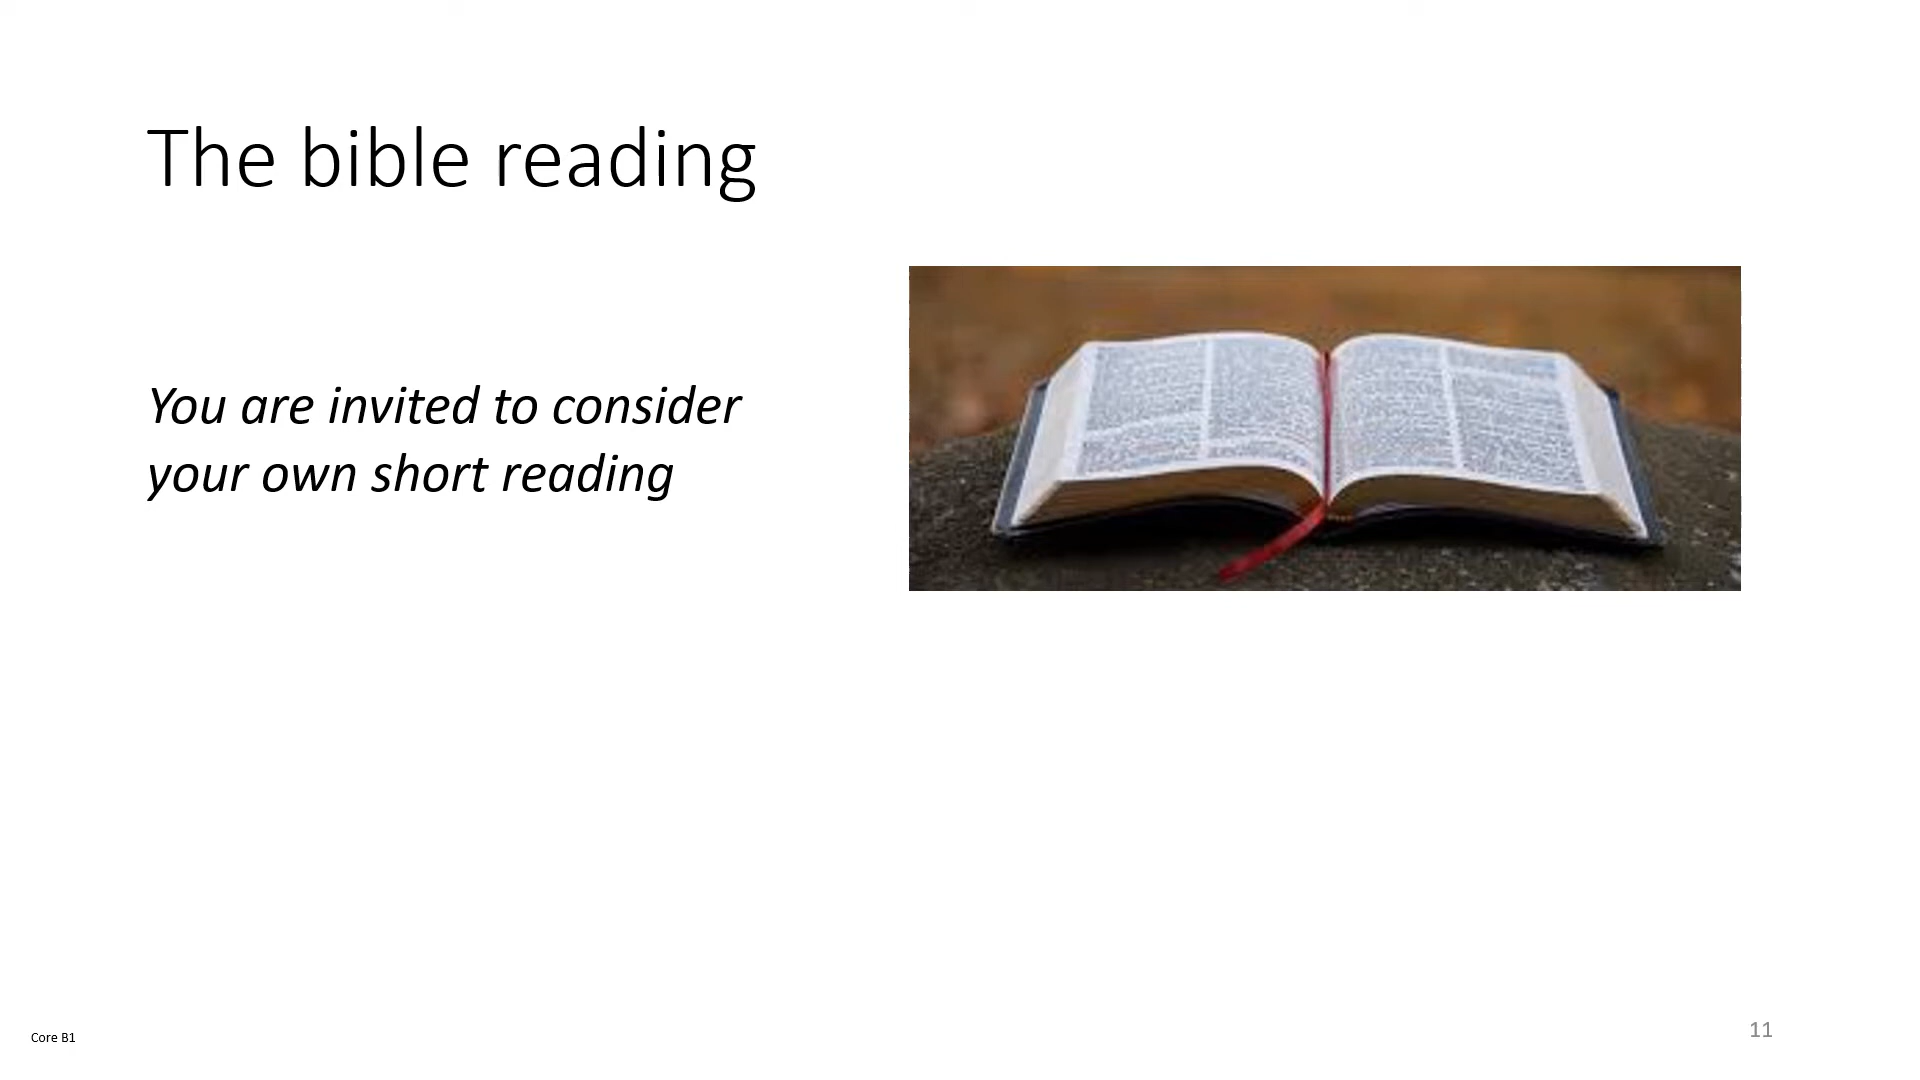 The bible reading
You are invited to consider
your own short reading
Core B1
11